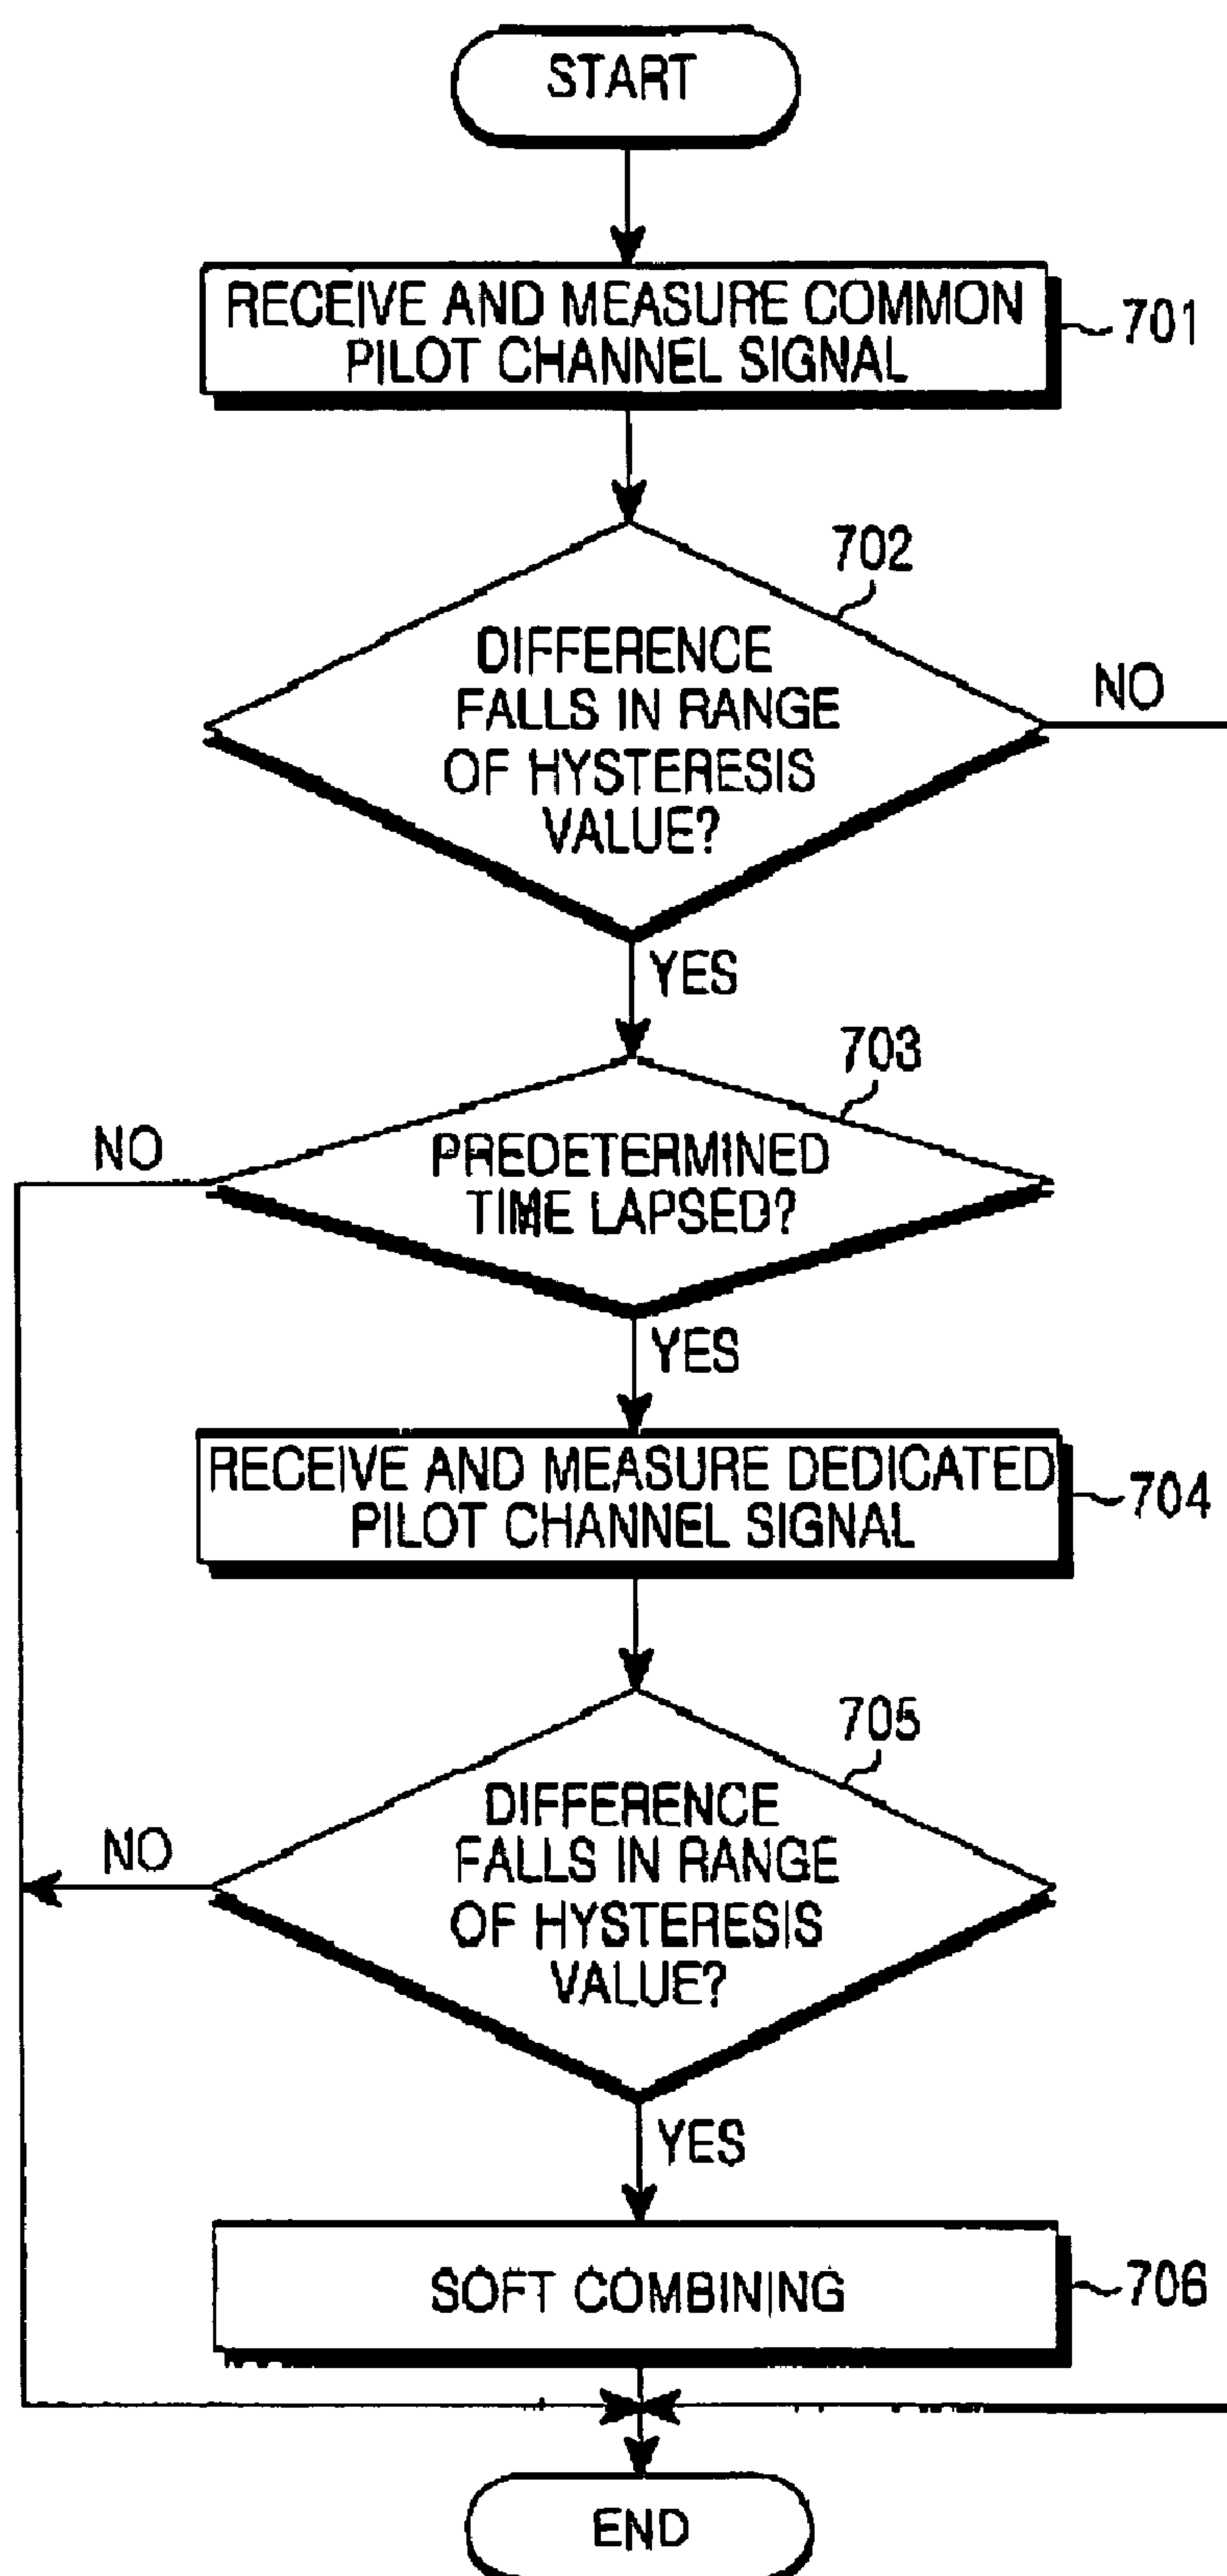 START
RECEIVE AND MEASURE COMMON
PILOT CHANNEL SIGNAL
701
702
DIFFERENCE
FALLS IN RANGE
OF HYSTERESIS
VALUE?
NO
YES
703
NO
PREDETERMINED
TIME LAPSED?
YES
RECEIVE AND MEASURE DEDICATED
PILOT CHANNEL SIGNAL
704
705
DIFFERENCE
FALLS IN RANGE
OF HYSTERESIS
VALUE?
NO
YES
SOFT COMBINING
706
END